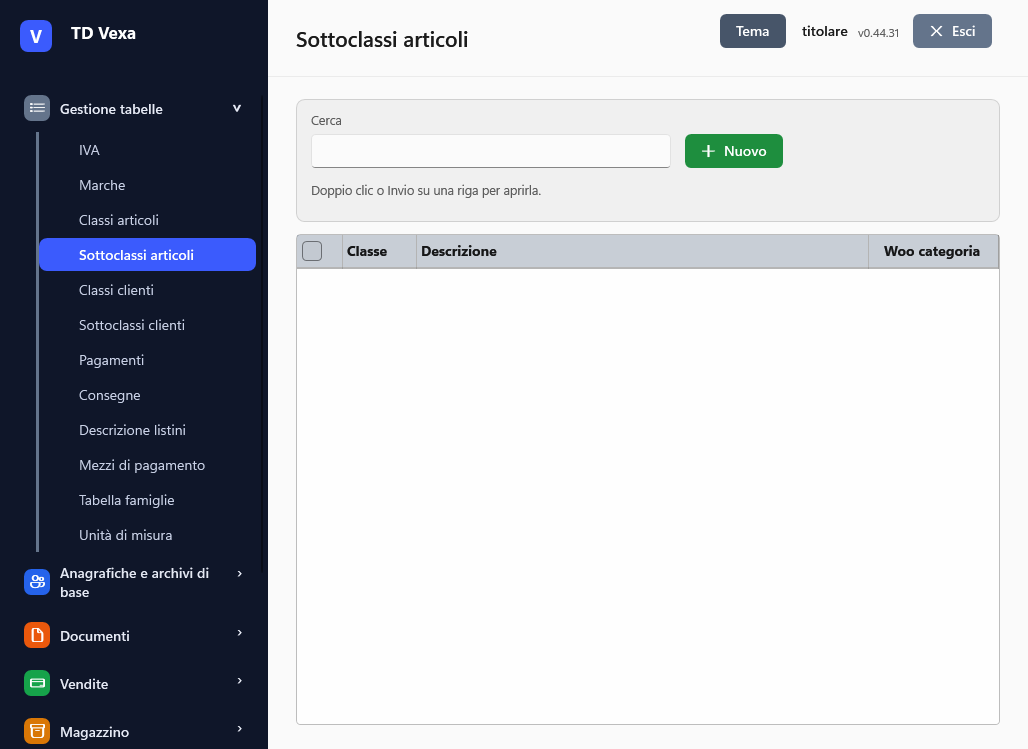 V
TD Vexa
Gestione tabelle
IVA
Marche
Classi articoli
Sottoclassi articoli
Classi clienti
Sottoclassi clienti
Pagamenti
Consegne
Descrizione listini
Mezzi di pagamento
Tabella famiglie
Unità di misura
Anagrafiche e archivi di
base
Documenti
Vendite
Magazzino
Sottoclassi articoli
Tema titolare v0.44.31 Esci
Cerca
Nuovo
Doppio clic o Invio su una riga per aprirla.
Classe Descrizione Woo categoria